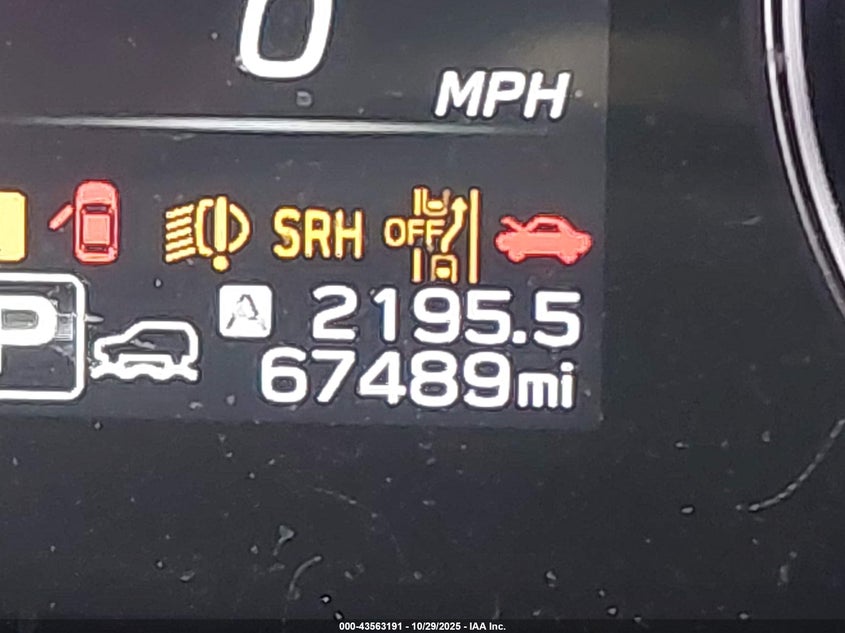 0
MPH
SRH
OFF
P
A 2195.5
67489mi
000-43563191 - 10/29/2025 - IAA Inc.